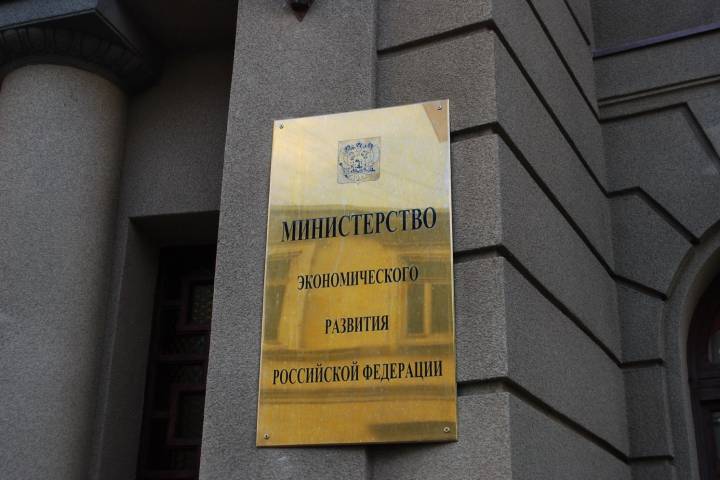 МИНИСТЕРСТВО
ЭКОНОМИЧЕСКОГО
РАЗВИТИЯ
РОССИЙСКОЙ ФЕДЕРАЦИИ